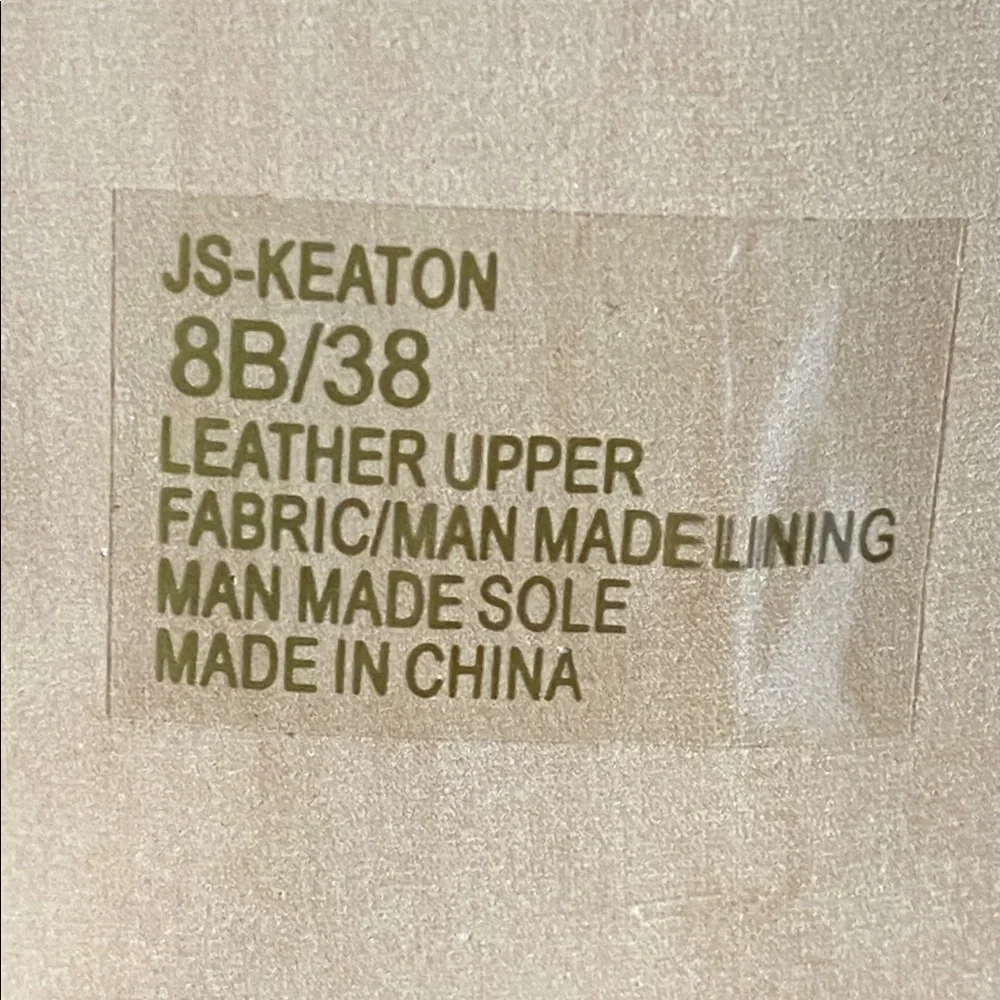 JS-KEATON
8B/38
LEATHER UPPER
FABRIC/MAN MADE LINING
MAN MADE SOLE
MADE IN CHINA